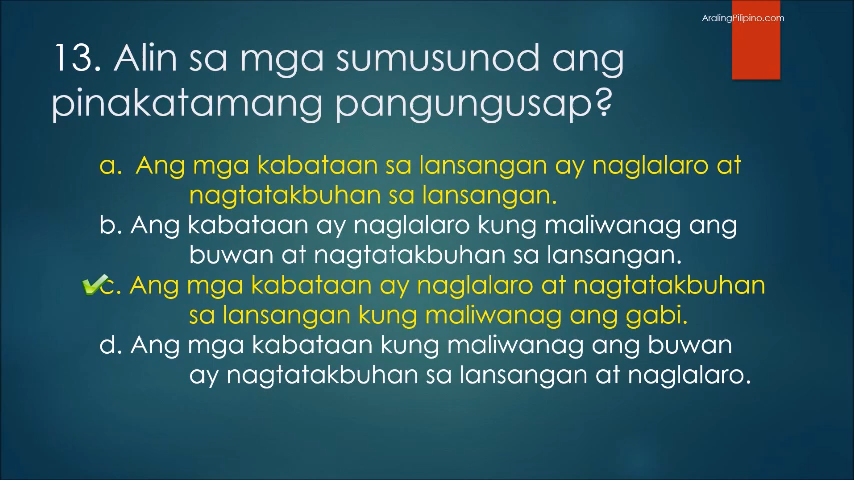 AralingPilipino.com
13. Alin sa mga sumusunod ang
pinakatamang pangungusap?
a. Ang mga kabataan sa lansangan ay naglalaro at
nagtatakbuhan sa lansangan.
b. Ang kabataan ay naglalaro kung maliwanag ang
buwan at nagtatakbuhan sa lansangan.
c. Ang mga kabataan ay naglalaro at nagtatakbuhan
sa lansangan kung maliwanag ang gabi.
d. Ang mga kabataan kung maliwanag ang buwan
ay nagtatakbuhan sa lansangan at naglalaro.